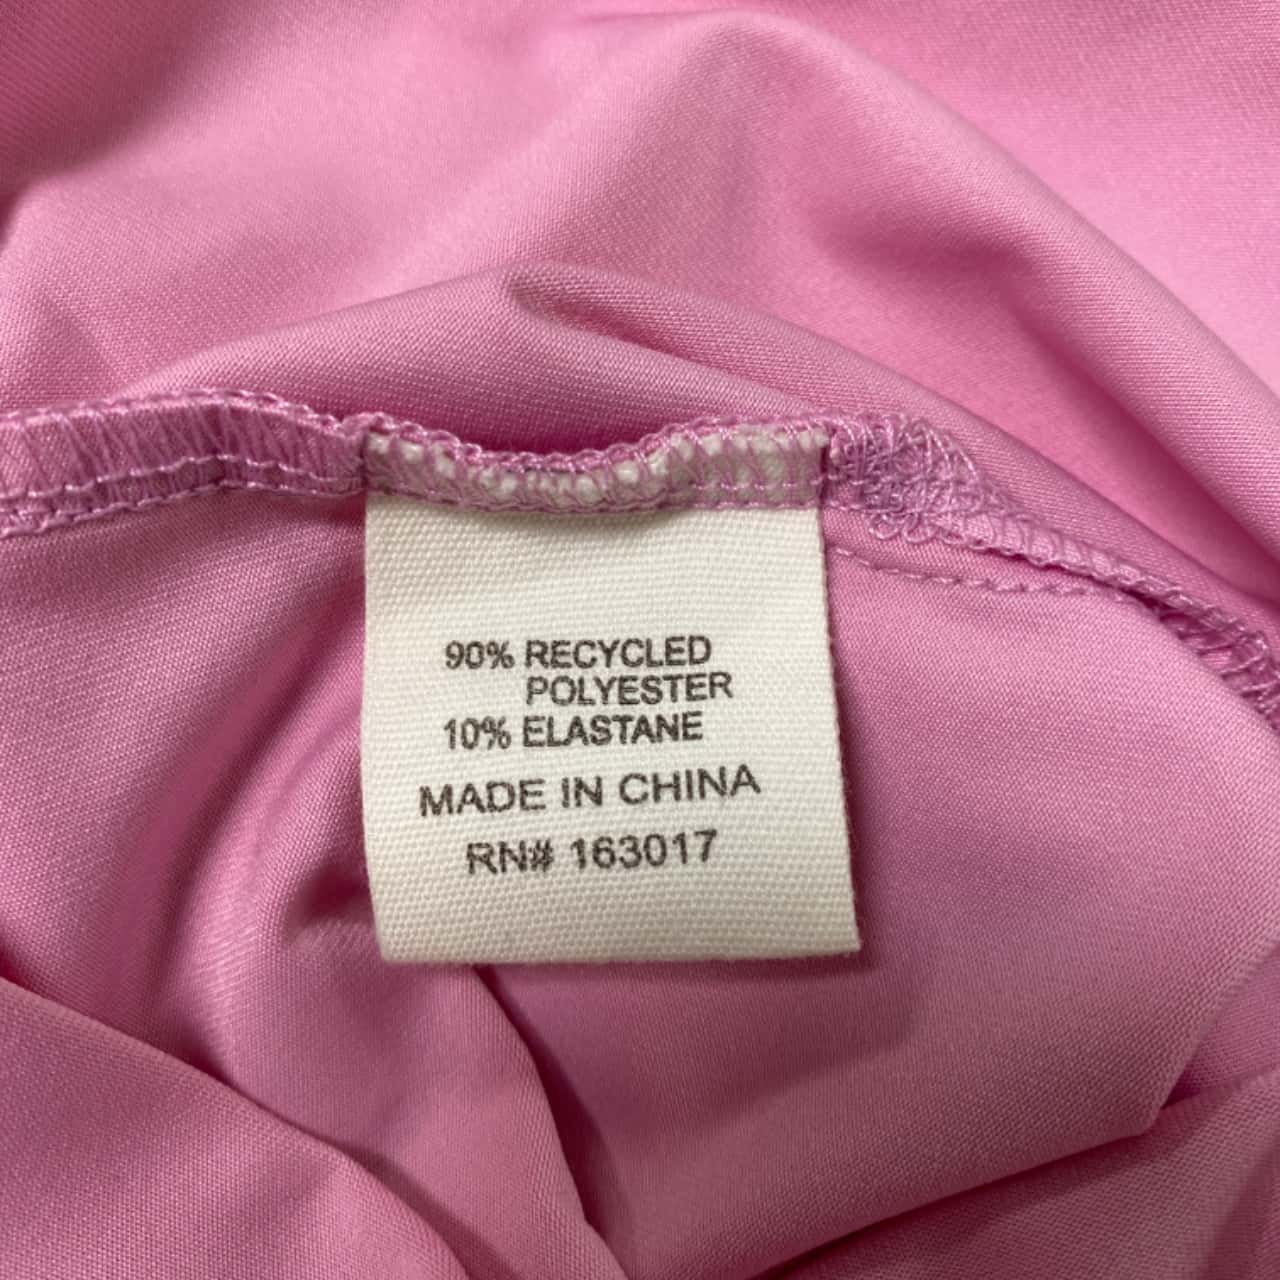 90% RECYCLED
POLYESTER
10% ELASTANE
MADE IN CHINA
RN# 163017